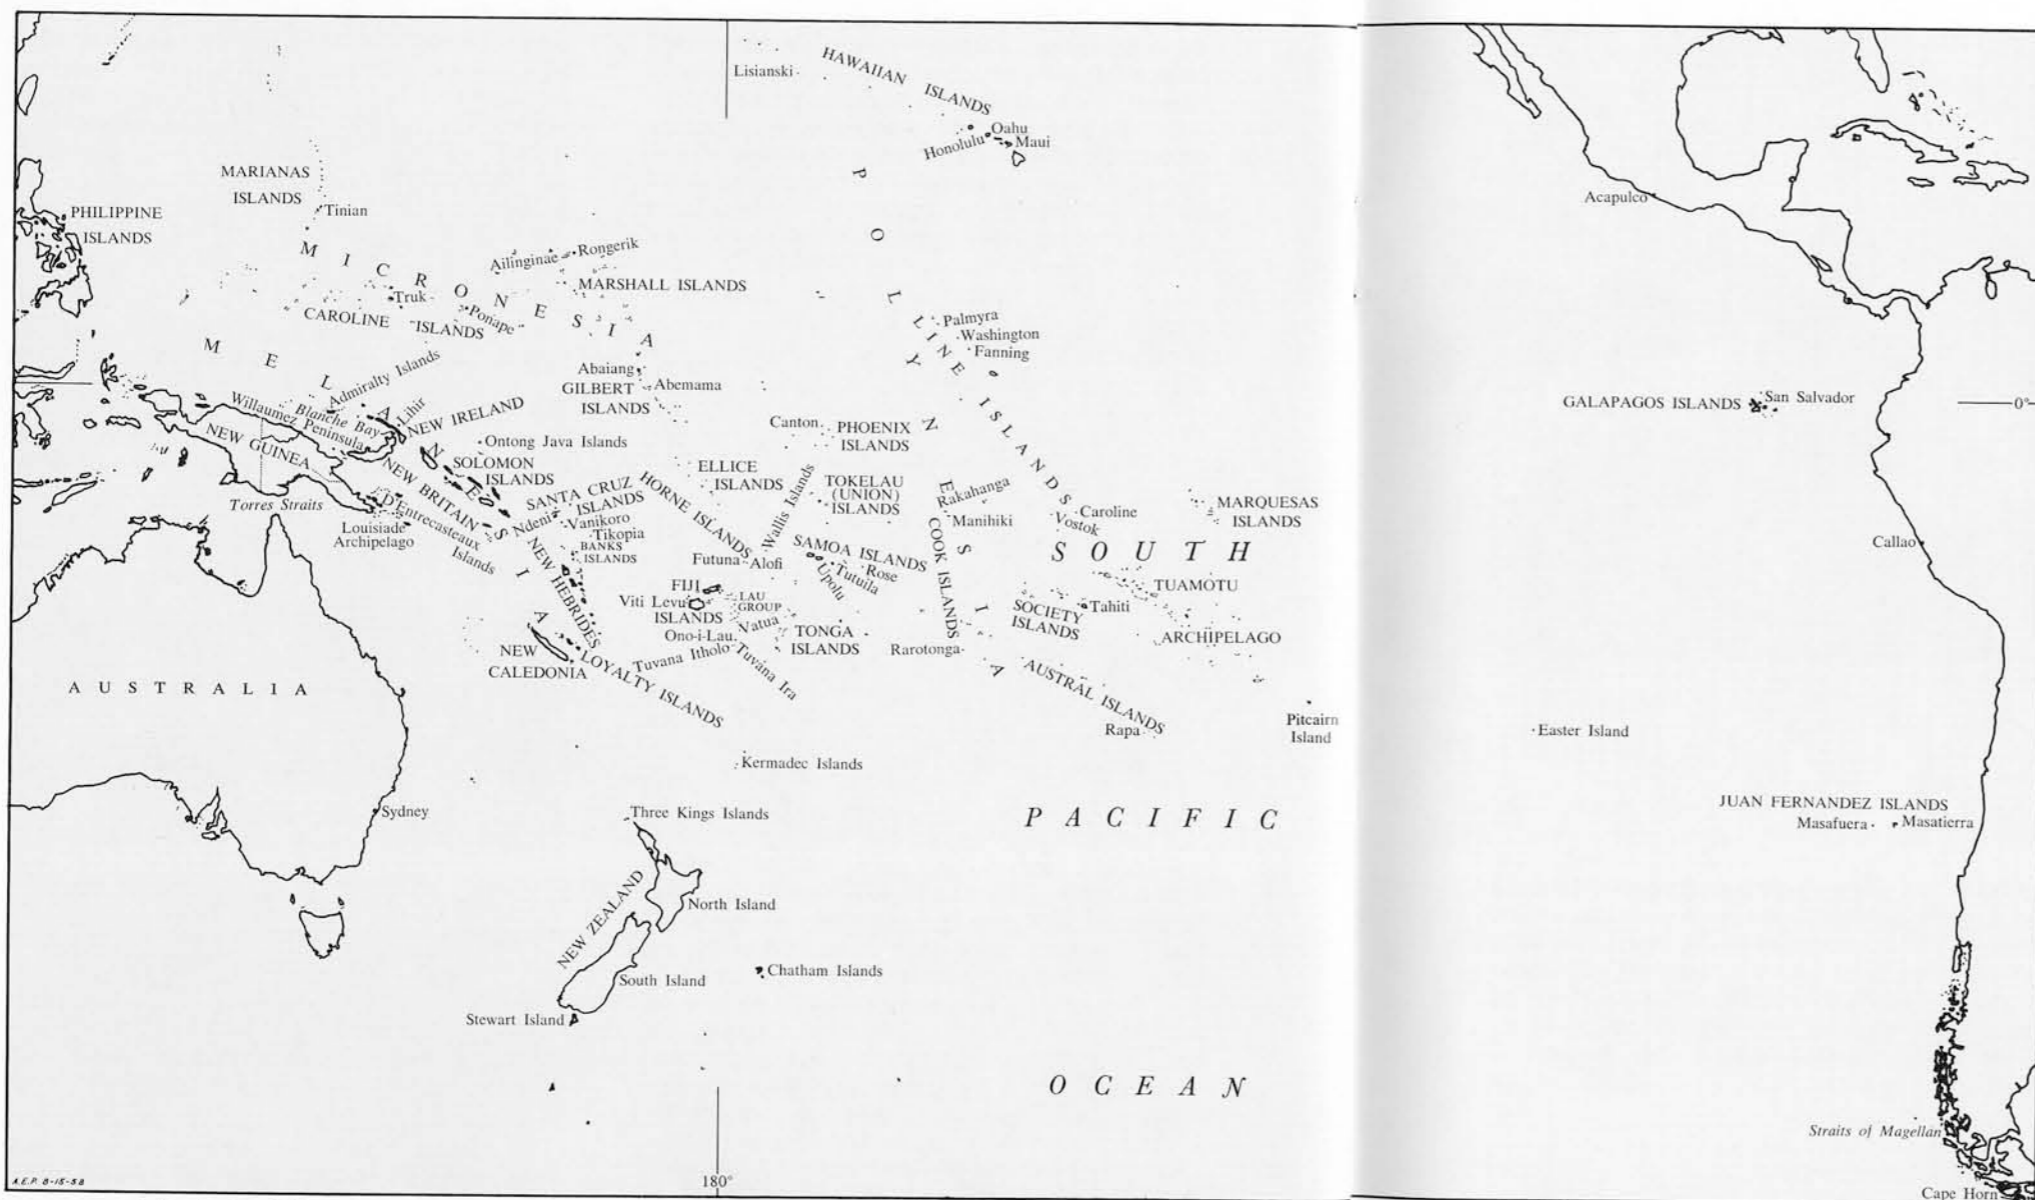 Lisianski
HAWAIIAN ISLANDS
Oahu
Honolulu
Maui
MARIANAS
ISLANDS
Tinian
PHILIPPINE
ISLANDS
Acapulco
MICRONESIA
Ailinginae
Rongerik
MARSHALL ISLANDS
Truk
Ponape
CAROLINE ISLANDS
POLYNESIA
Palmyra
Washington
Fanning
LINE ISLANDS
MELANESIA
Admiralty Islands
Abaiang
GILBERT
ISLANDS
Abemama
Willaumez
Peninsula
Blanche Bay
Lihir
NEW IRELAND
NEW GUINEA
Canton
PHOENIX
ISLANDS
GALAPAGOS ISLANDS
San Salvador
0°
Ontong Java Islands
SOLOMON
ISLANDS
NEW BRITAIN
ELLICE
ISLANDS
SANTA CRUZ
ISLANDS
HORNE ISLANDS
Wallis Islands
TOKELAU
(UNION)
ISLANDS
Rakahanga
Manihiki
Caroline
Vostok
MARQUESAS
ISLANDS
Torres Straits
Louisiade
Archipelago
D'Entrecasteaux
Islands
Ndeni
Vanikoro
Tikopia
BANKS
ISLANDS
NEW HEBRIDES
Futuna
Alofi
SAMOA ISLANDS
Upolu
Tutuila
Rose
COOK ISLANDS
SOUTH
Callao
FIJI
ISLANDS
Viti Levu
LAU
GROUP
Vatua
Ono-i-Lau
TONGA
ISLANDS
Tuvana Itholo
Tuvana Ira
Rarotonga
SOCIETY
ISLANDS
Tahiti
TUAMOTU
ARCHIPELAGO
NEW
CALEDONIA
LOYALTY ISLANDS
AUSTRAL ISLANDS
Rapa
AUSTRALIA
Pitcairn
Island
Easter Island
Kermadec Islands
Sydney
Three Kings Islands
PACIFIC
JUAN FERNANDEZ ISLANDS
Masafuera
Masatierra
NEW ZEALAND
North Island
South Island
Chatham Islands
Stewart Island
OCEAN
Straits of Magellan
180°
Cape Horn
A.E.P. 8-15-58